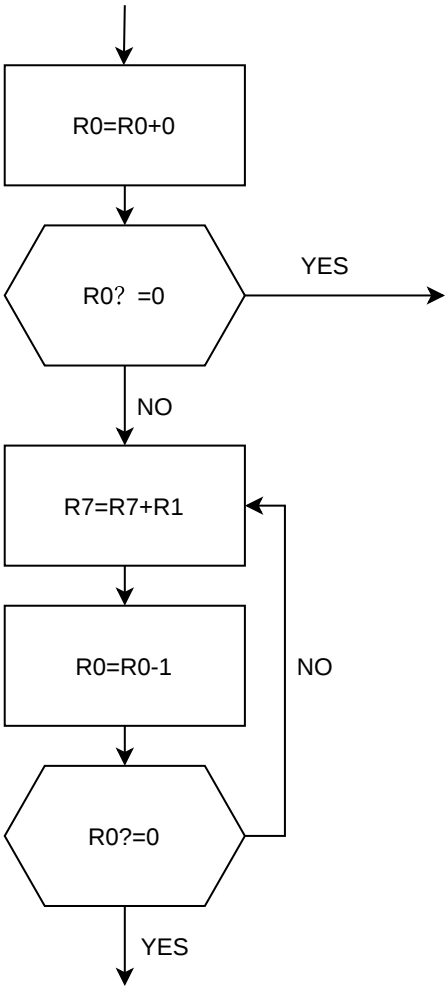 R0=R0+0
R0？=0
YES
NO
R7=R7+R1
R0=R0-1
NO
R0?=0
YES